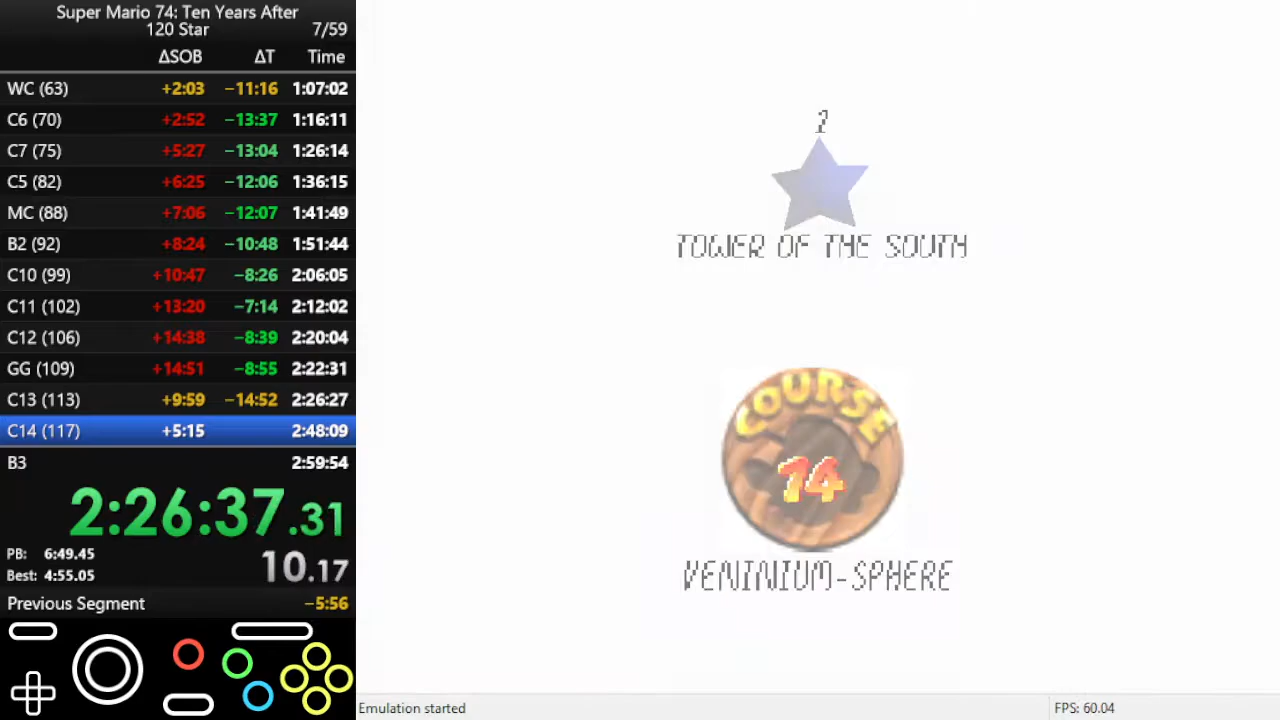 Super Mario 74: Ten Years After
120 Star 7/59
ΔSOB ΔT Time
WC (63) +2:03 −11:16 1:07:02
C6 (70) +2:52 −13:37 1:16:11
C7 (75) +5:27 −13:04 1:26:14
C5 (82) +6:25 −12:06 1:36:15
MC (88) +7:06 −12:07 1:41:49
B2 (92) +8:24 −10:48 1:51:44
C10 (99) +10:47 −8:26 2:06:05
C11 (102) +13:20 −7:14 2:12:02
C12 (106) +14:38 −8:39 2:20:04
GG (109) +14:51 −8:55 2:22:31
C13 (113) +9:59 −14:52 2:26:27
C14 (117) +5:15 2:48:09
B3 2:59:54
2:26:37.31
PB: 6:49.45
Best: 4:55.05
10.17
Previous Segment −5:56
2
TOWER OF THE SOUTH
COURSE
14
VENINIUM-SPHERE
Emulation started
FPS: 60.04